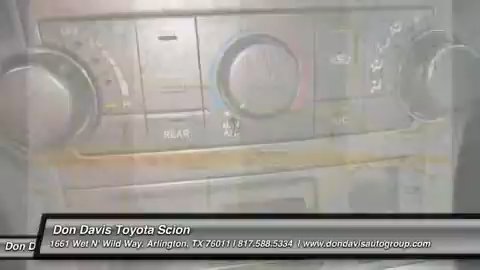 REAR
A/C
Don Davis Toyota Scion
1661 Wet N' Wild Way, Arlington, TX 76011 | 817.588.5334 | www.dondavisautogroup.com
Don D